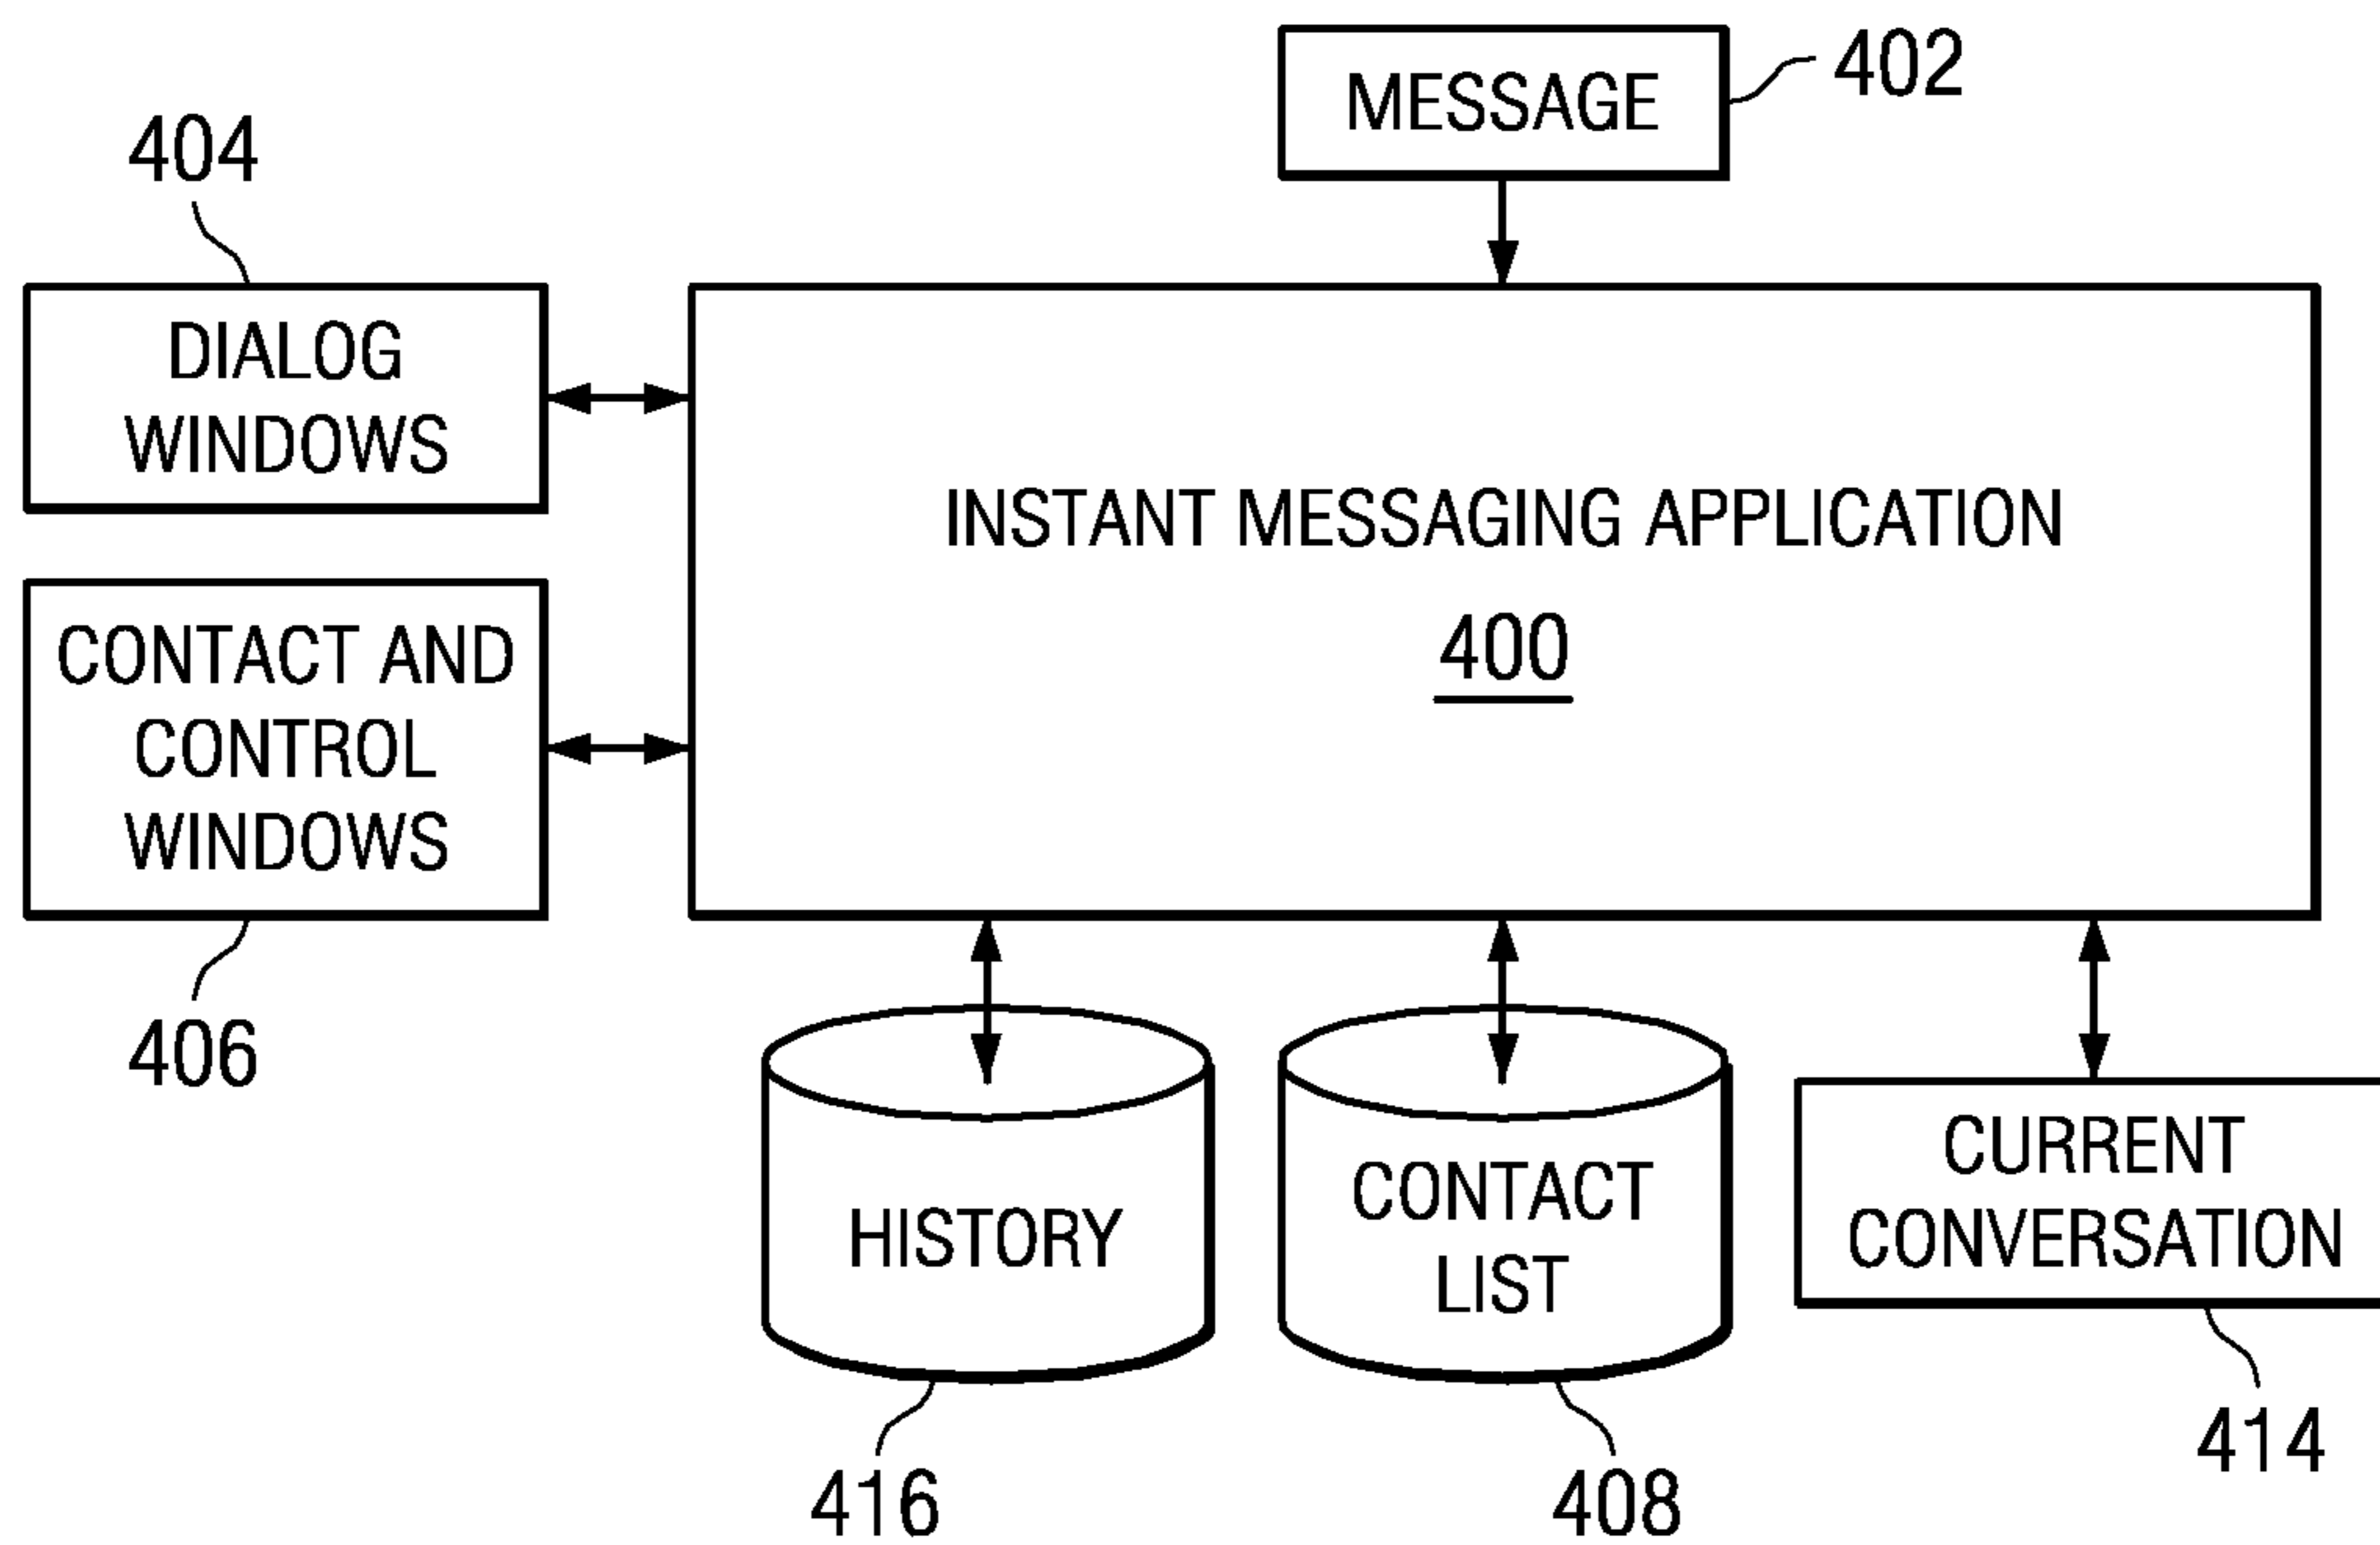 MESSAGE
402
404
DIALOG
WINDOWS
INSTANT MESSAGING APPLICATION
400
CONTACT AND
CONTROL
WINDOWS
406
HISTORY
416
CONTACT
LIST
408
CURRENT
CONVERSATION
414